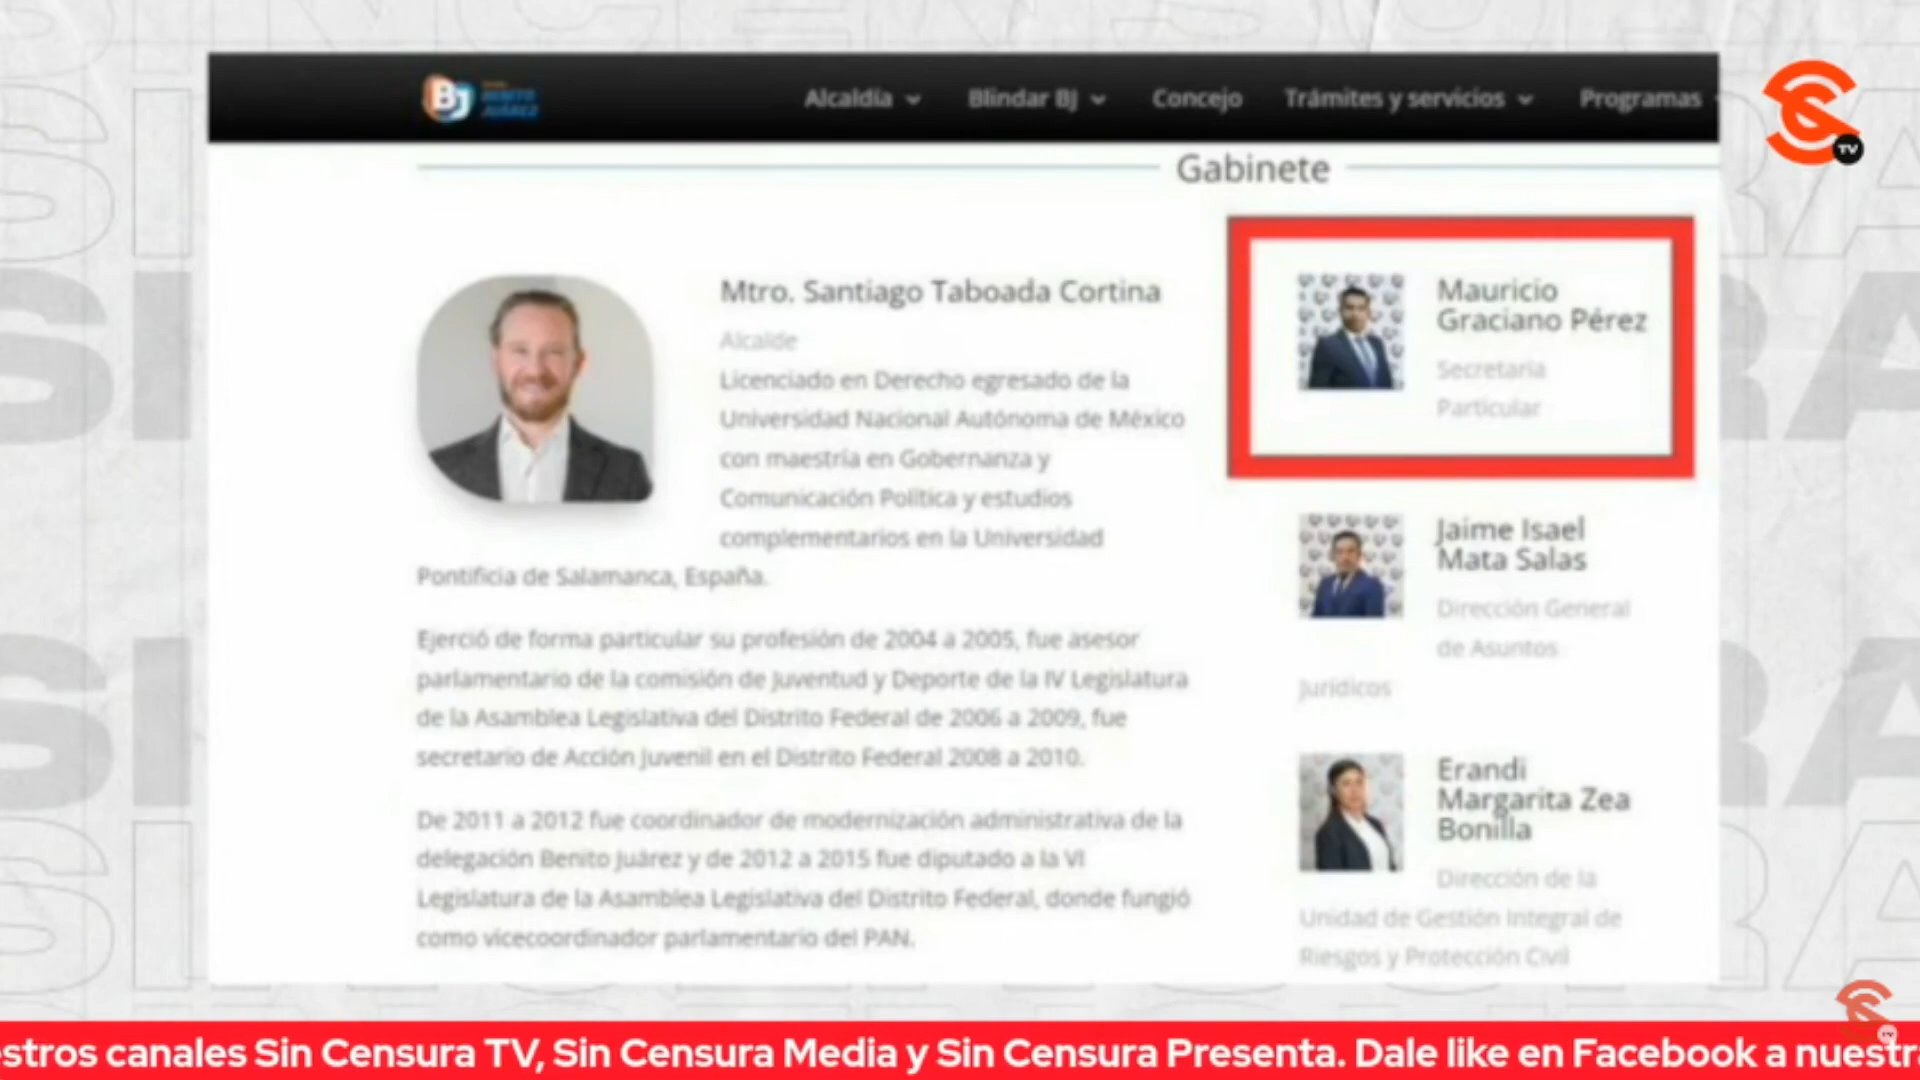 BJ BENITO JUÁREZ
Alcaldía Blindar BJ Concejo Trámites y servicios Programas
TV
Gabinete
Mtro. Santiago Taboada Cortina
Alcalde
Licenciado en Derecho egresado de la
Universidad Nacional Autónoma de México
con maestría en Gobernanza y
Comunicación Política y estudios
complementarios en la Universidad
Pontificia de Salamanca, España.
Ejerció de forma particular su profesión de 2004 a 2005, fue asesor
parlamentario de la comisión de Juventud y Deporte de la IV Legislatura
de la Asamblea Legislativa del Distrito Federal de 2006 a 2009, fue
secretario de Acción Juvenil en el Distrito Federal 2008 a 2010.
De 2011 a 2012 fue coordinador de modernización administrativa de la
delegación Benito Juárez y de 2012 a 2015 fue diputado a la VI
Legislatura de la Asamblea Legislativa del Distrito Federal, donde fungió
como vicecoordinador parlamentario del PAN.
Mauricio
Graciano Pérez
Secretaria
Particular
Jaime Isael
Mata Salas
Dirección General
de Asuntos
Jurídicos
Erandi
Margarita Zea
Bonilla
Dirección de la
Unidad de Gestión Integral de
Riesgos y Protección Civil
estros canales Sin Censura TV, Sin Censura Media y Sin Censura Presenta. Dale like en Facebook a nuestra